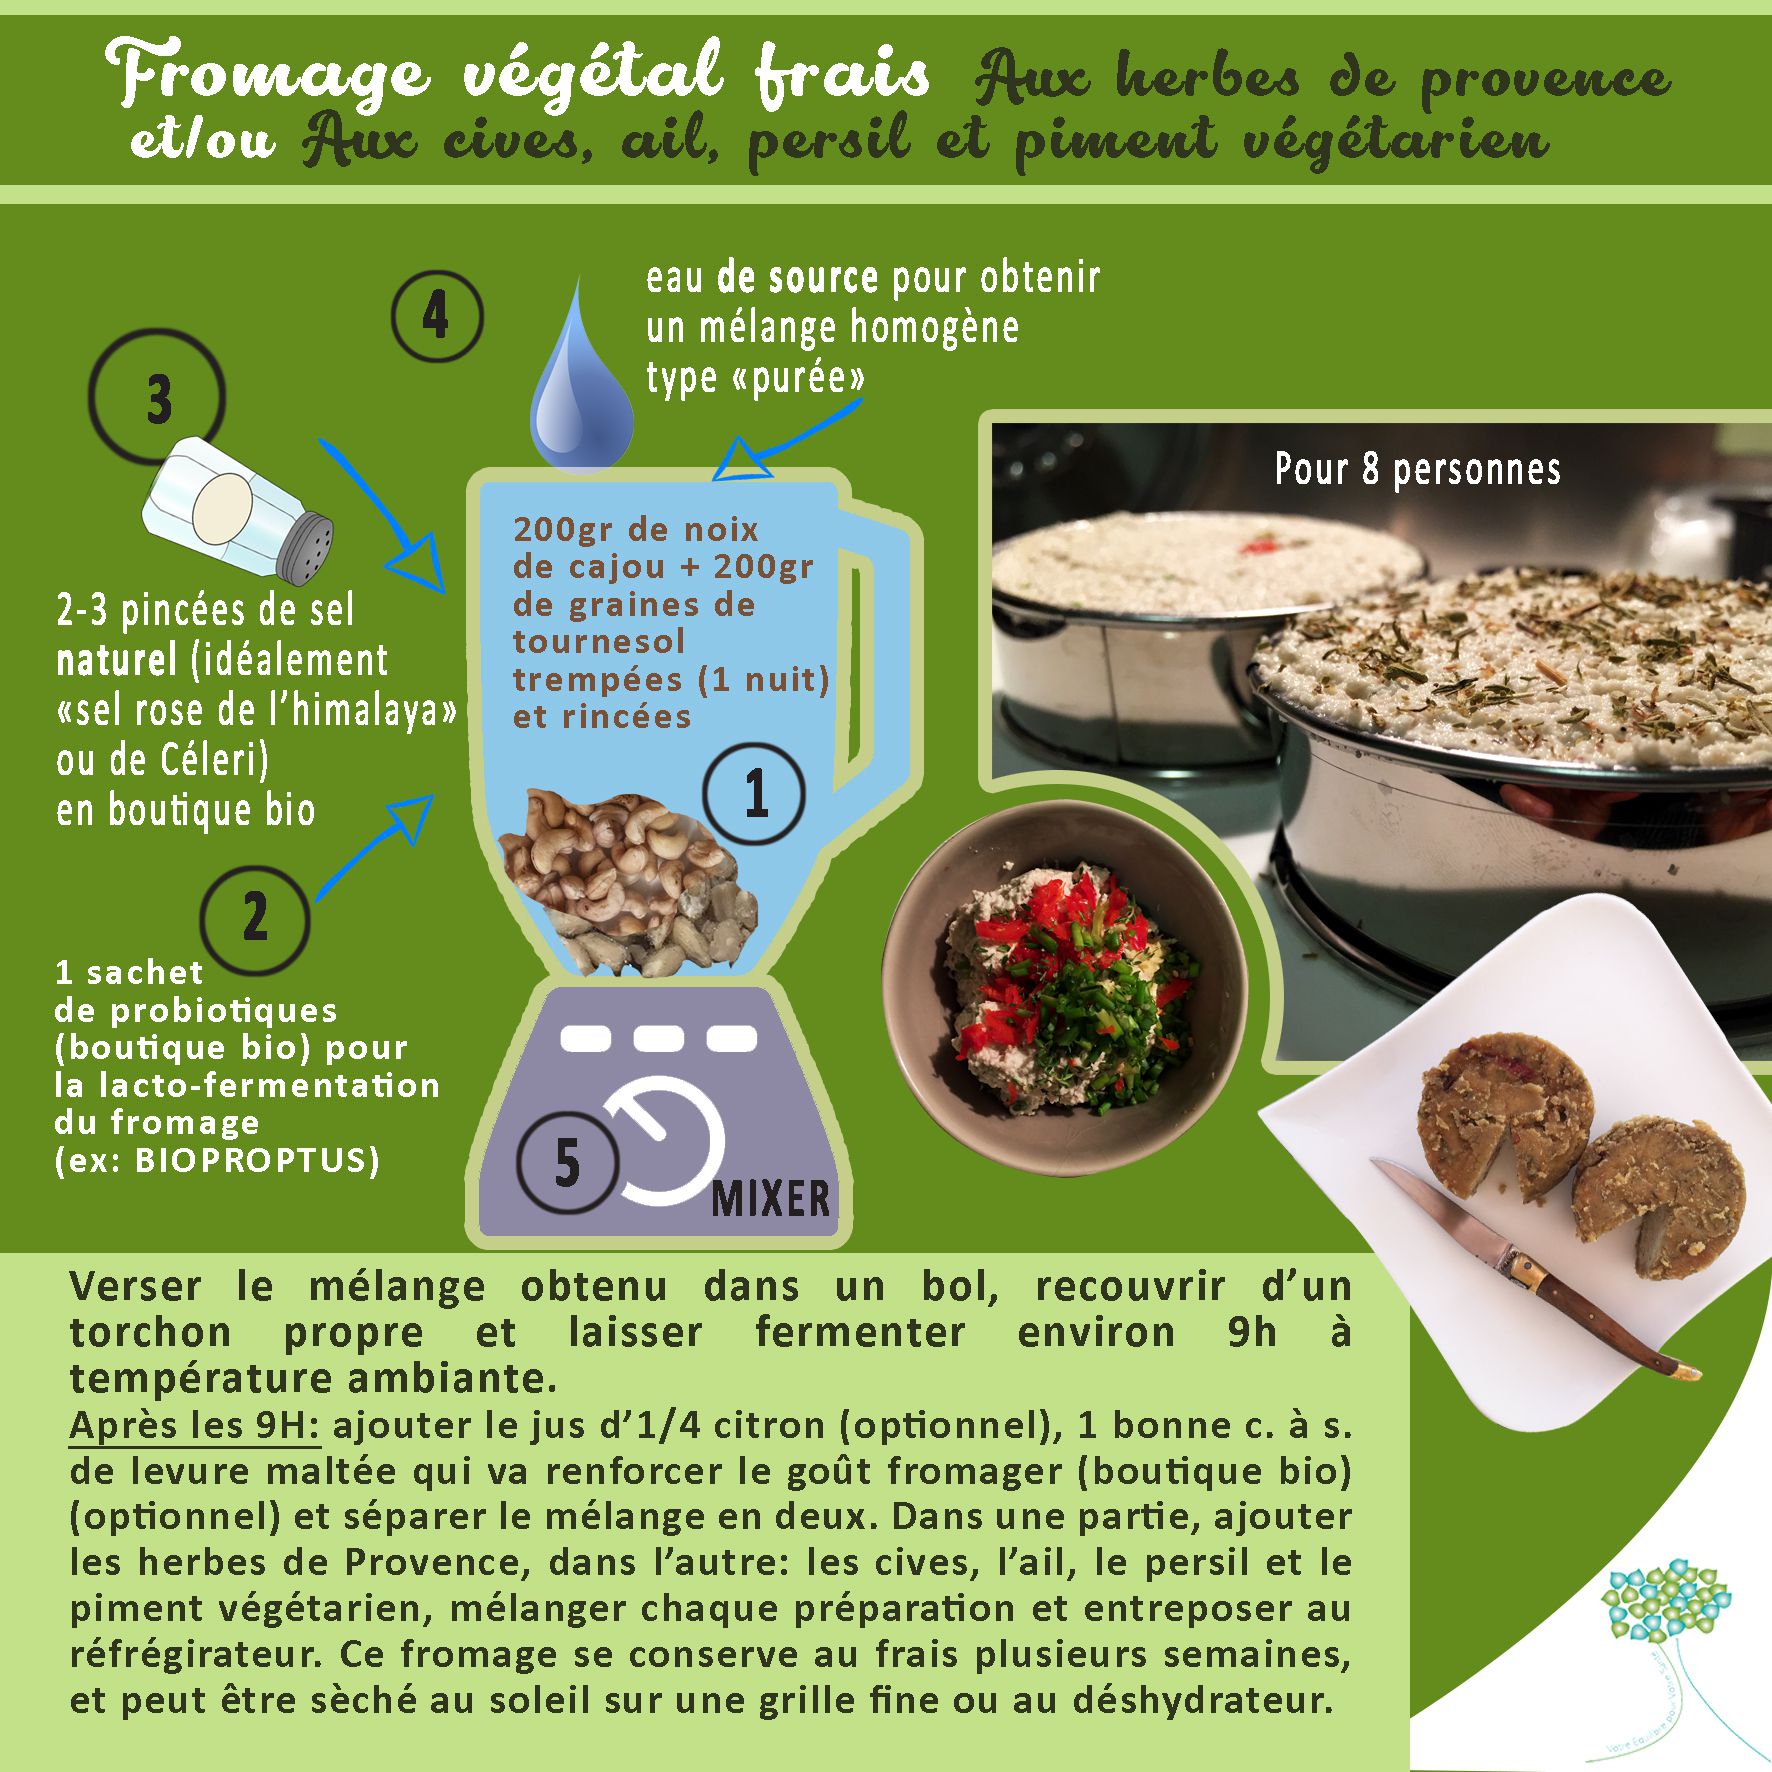 Fromage végétal frais Aux herbes de provence
et/ou Aux cives, ail, persil et piment végétarien
4
eau de source pour obtenir
un mélange homogène
type «purée»
3
Pour 8 personnes
200gr de noix
de cajou + 200gr
de graines de
tournesol
trempées (1 nuit)
et rincées
1
2-3 pincées de sel
naturel (idéalement
«sel rose de l'himalaya»
ou de Céleri)
en boutique bio
2
1 sachet
de probiotiques
(boutique bio) pour
la lacto-fermentation
du fromage
(ex: BIOPROPTUS)
5
MIXER
Verser le mélange obtenu dans un bol, recouvrir d'un
torchon propre et laisser fermenter environ 9h à
température ambiante.
Après les 9H: ajouter le jus d'1/4 citron (optionnel), 1 bonne c. à s.
de levure maltée qui va renforcer le goût fromager (boutique bio)
(optionnel) et séparer le mélange en deux. Dans une partie, ajouter
les herbes de Provence, dans l'autre: les cives, l'ail, le persil et le
piment végétarien, mélanger chaque préparation et entreposer au
réfrégirateur. Ce fromage se conserve au frais plusieurs semaines,
et peut être sèché au soleil sur une grille fine ou au déshydrateur.
Votre Equilibre pour Votre Santé